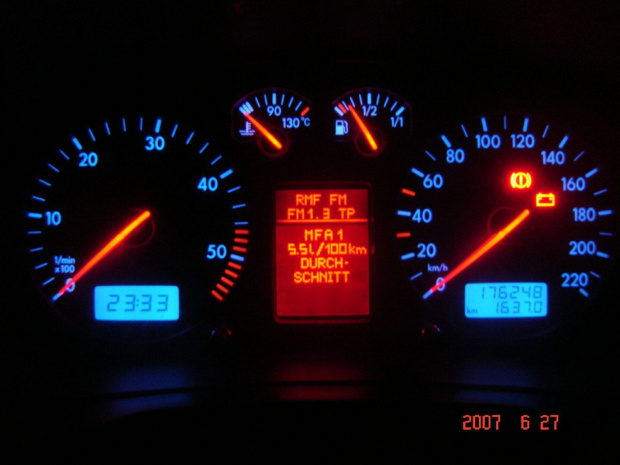 90
130 °C
1/2
1/1
10
20
30
40
50
0
1/min
x100
23:33
RMF FM
FM1.3 TP
MFA 1
5.5l/100km
DURCH-
SCHNITT
0
20
40
60
80
100
120
140
160
180
200
220
km/h
176248
km 1637.0
2007 6 27